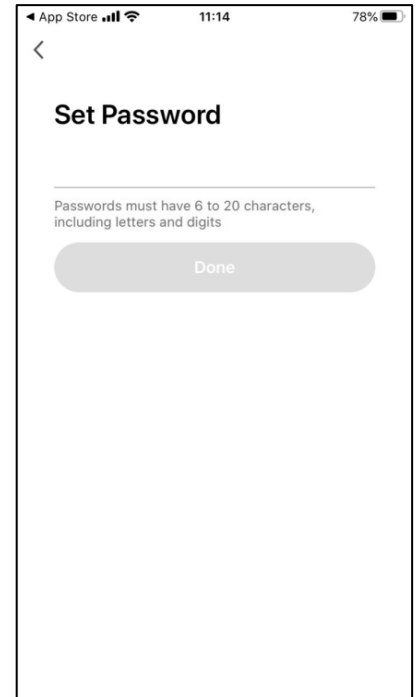 App Store 11:14 78%
Set Password
Passwords must have 6 to 20 characters,
including letters and digits
Done